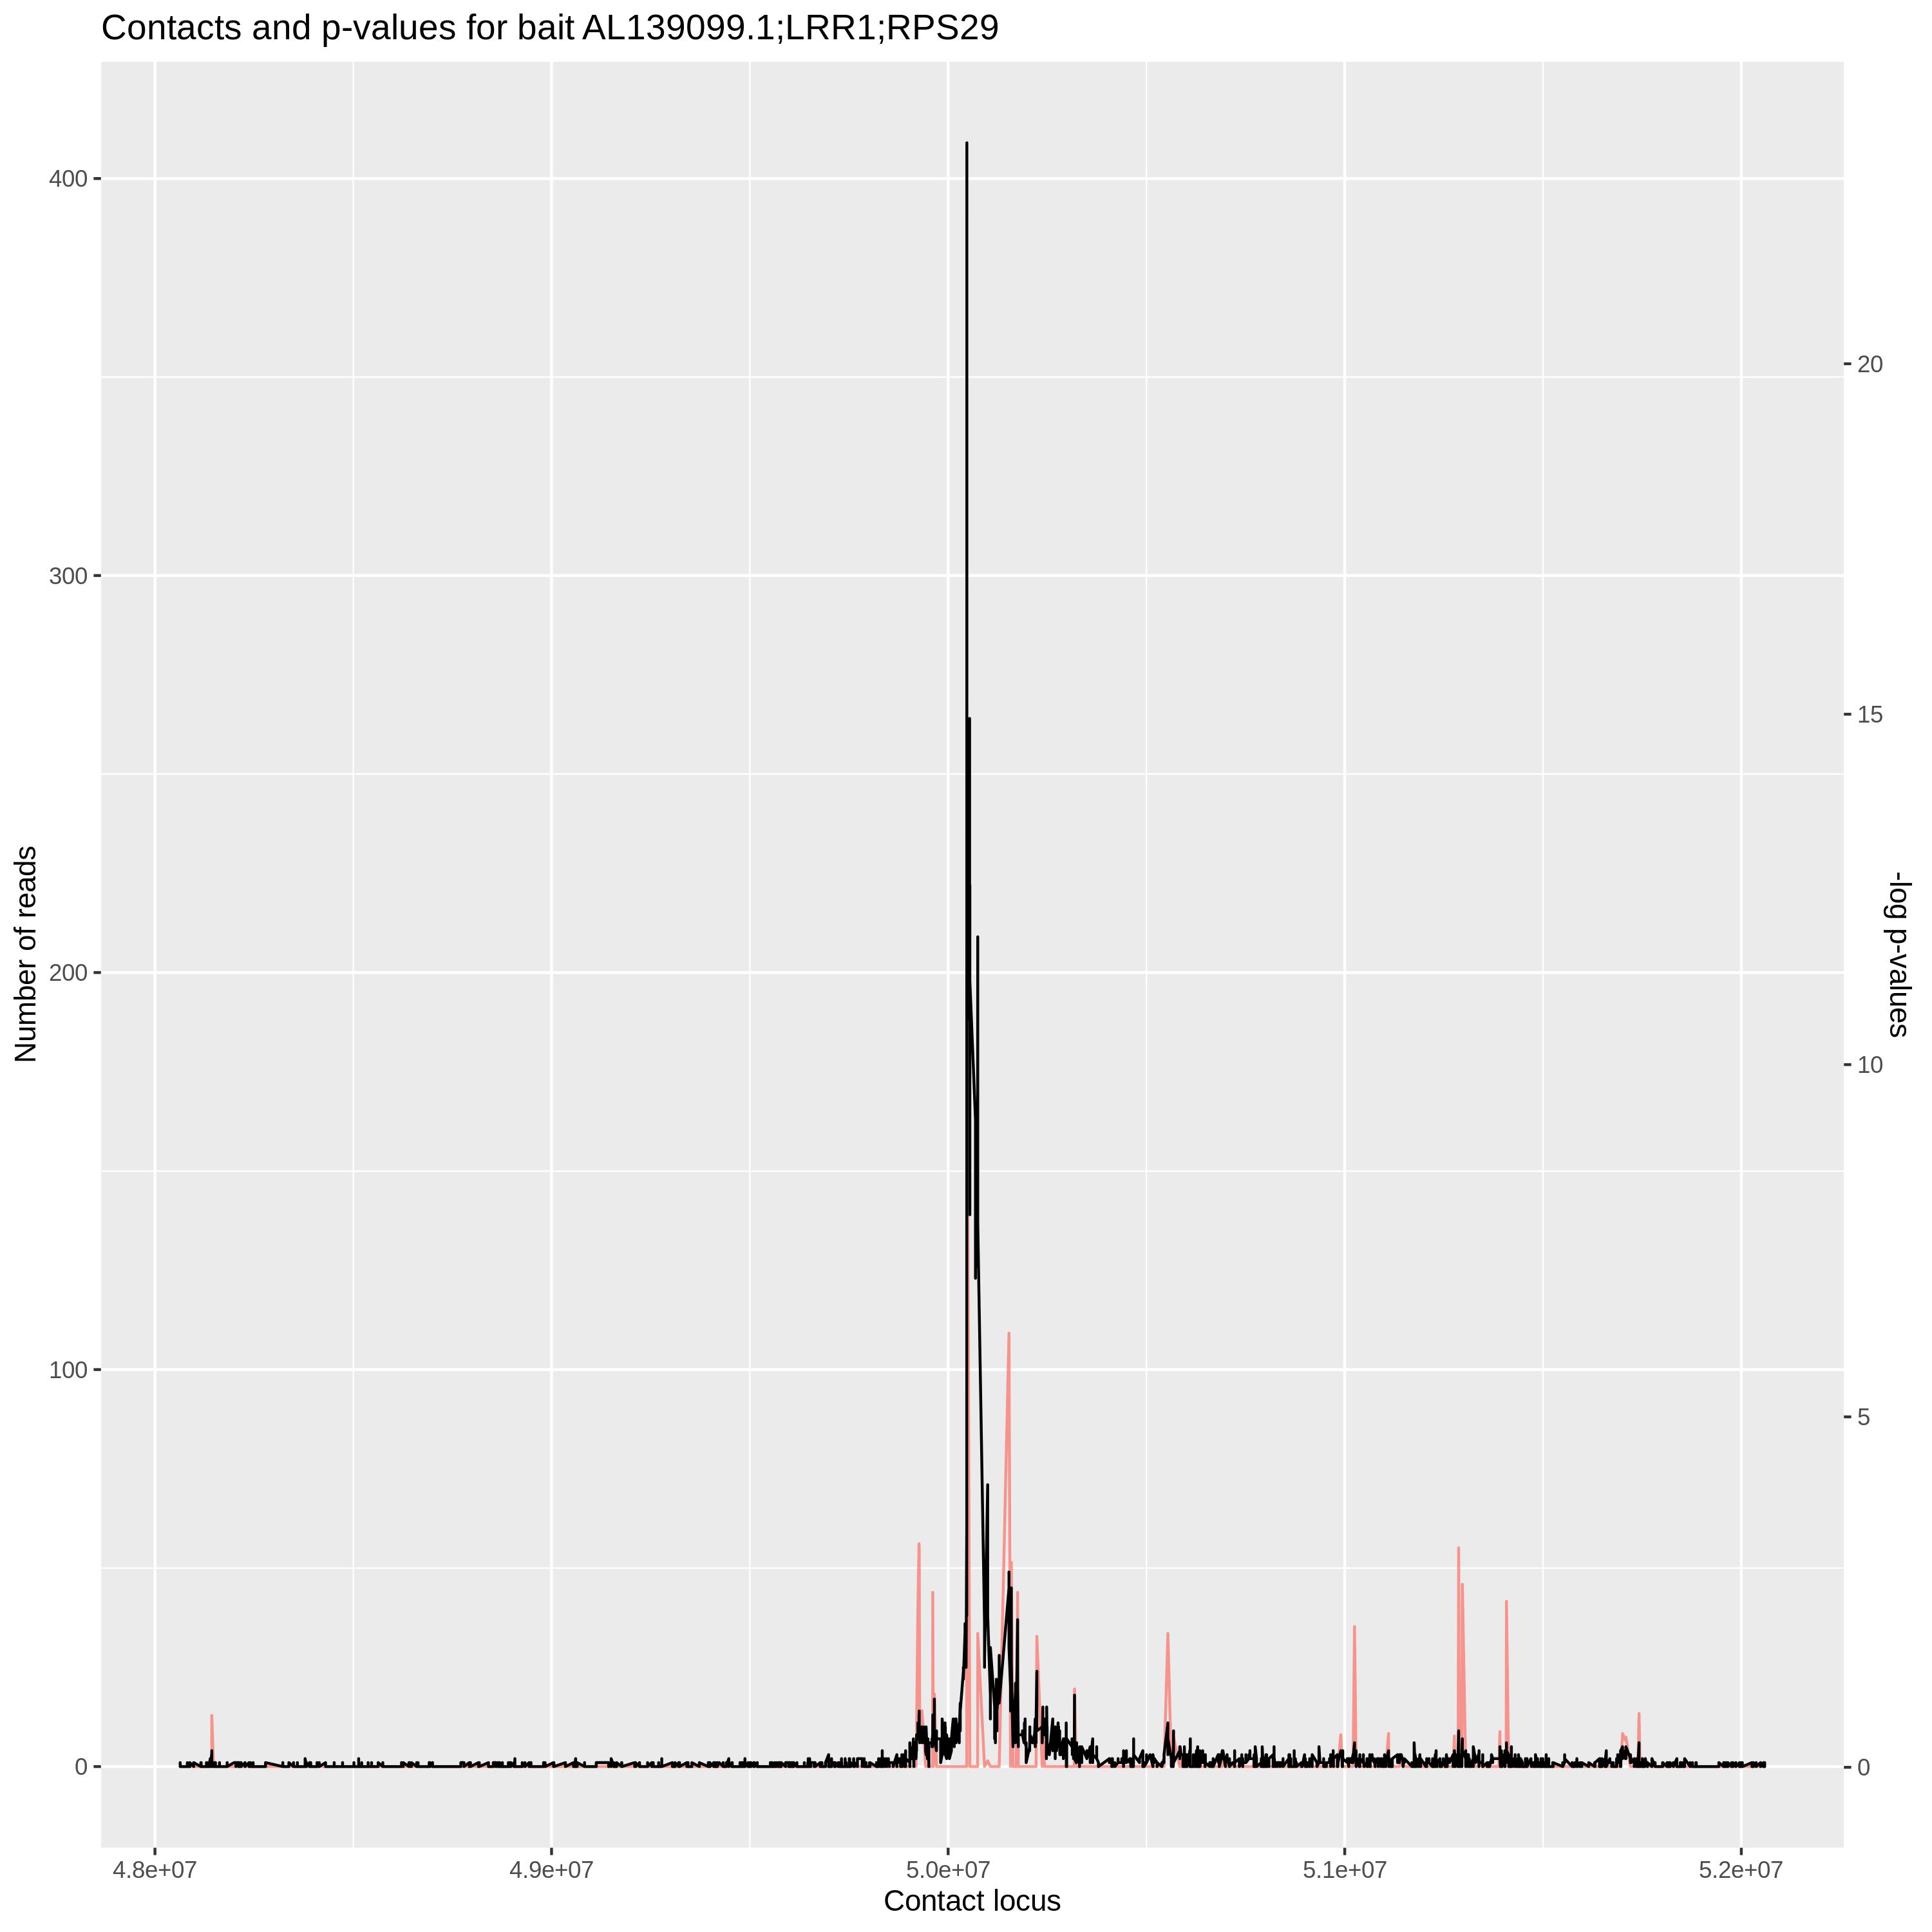 Contacts and p-values for bait AL139099.1;LRR1;RPS29
400
300
200
100
0
Number of reads
20
15
10
5
0
-log p-values
4.8e+07
4.9e+07
5.0e+07
5.1e+07
5.2e+07
Contact locus